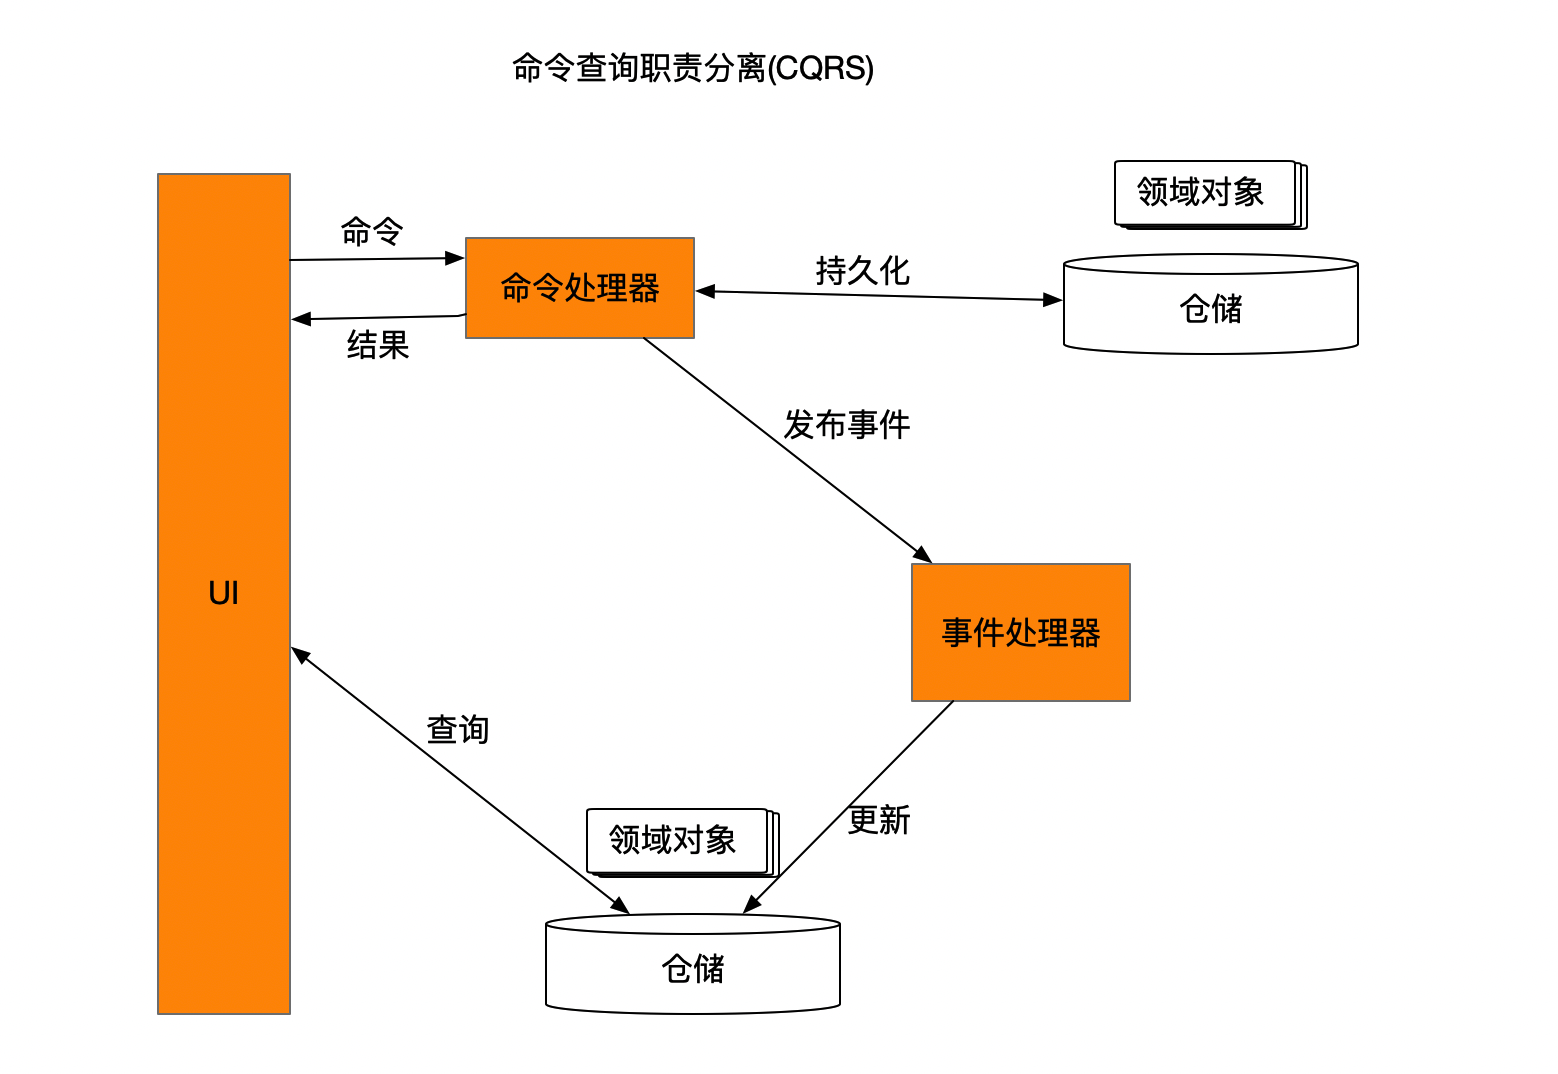 命令查询职责分离(CQRS)
领域对象
命令
持久化
命令处理器
仓储
结果
发布事件
UI
事件处理器
查询
更新
领域对象
仓储